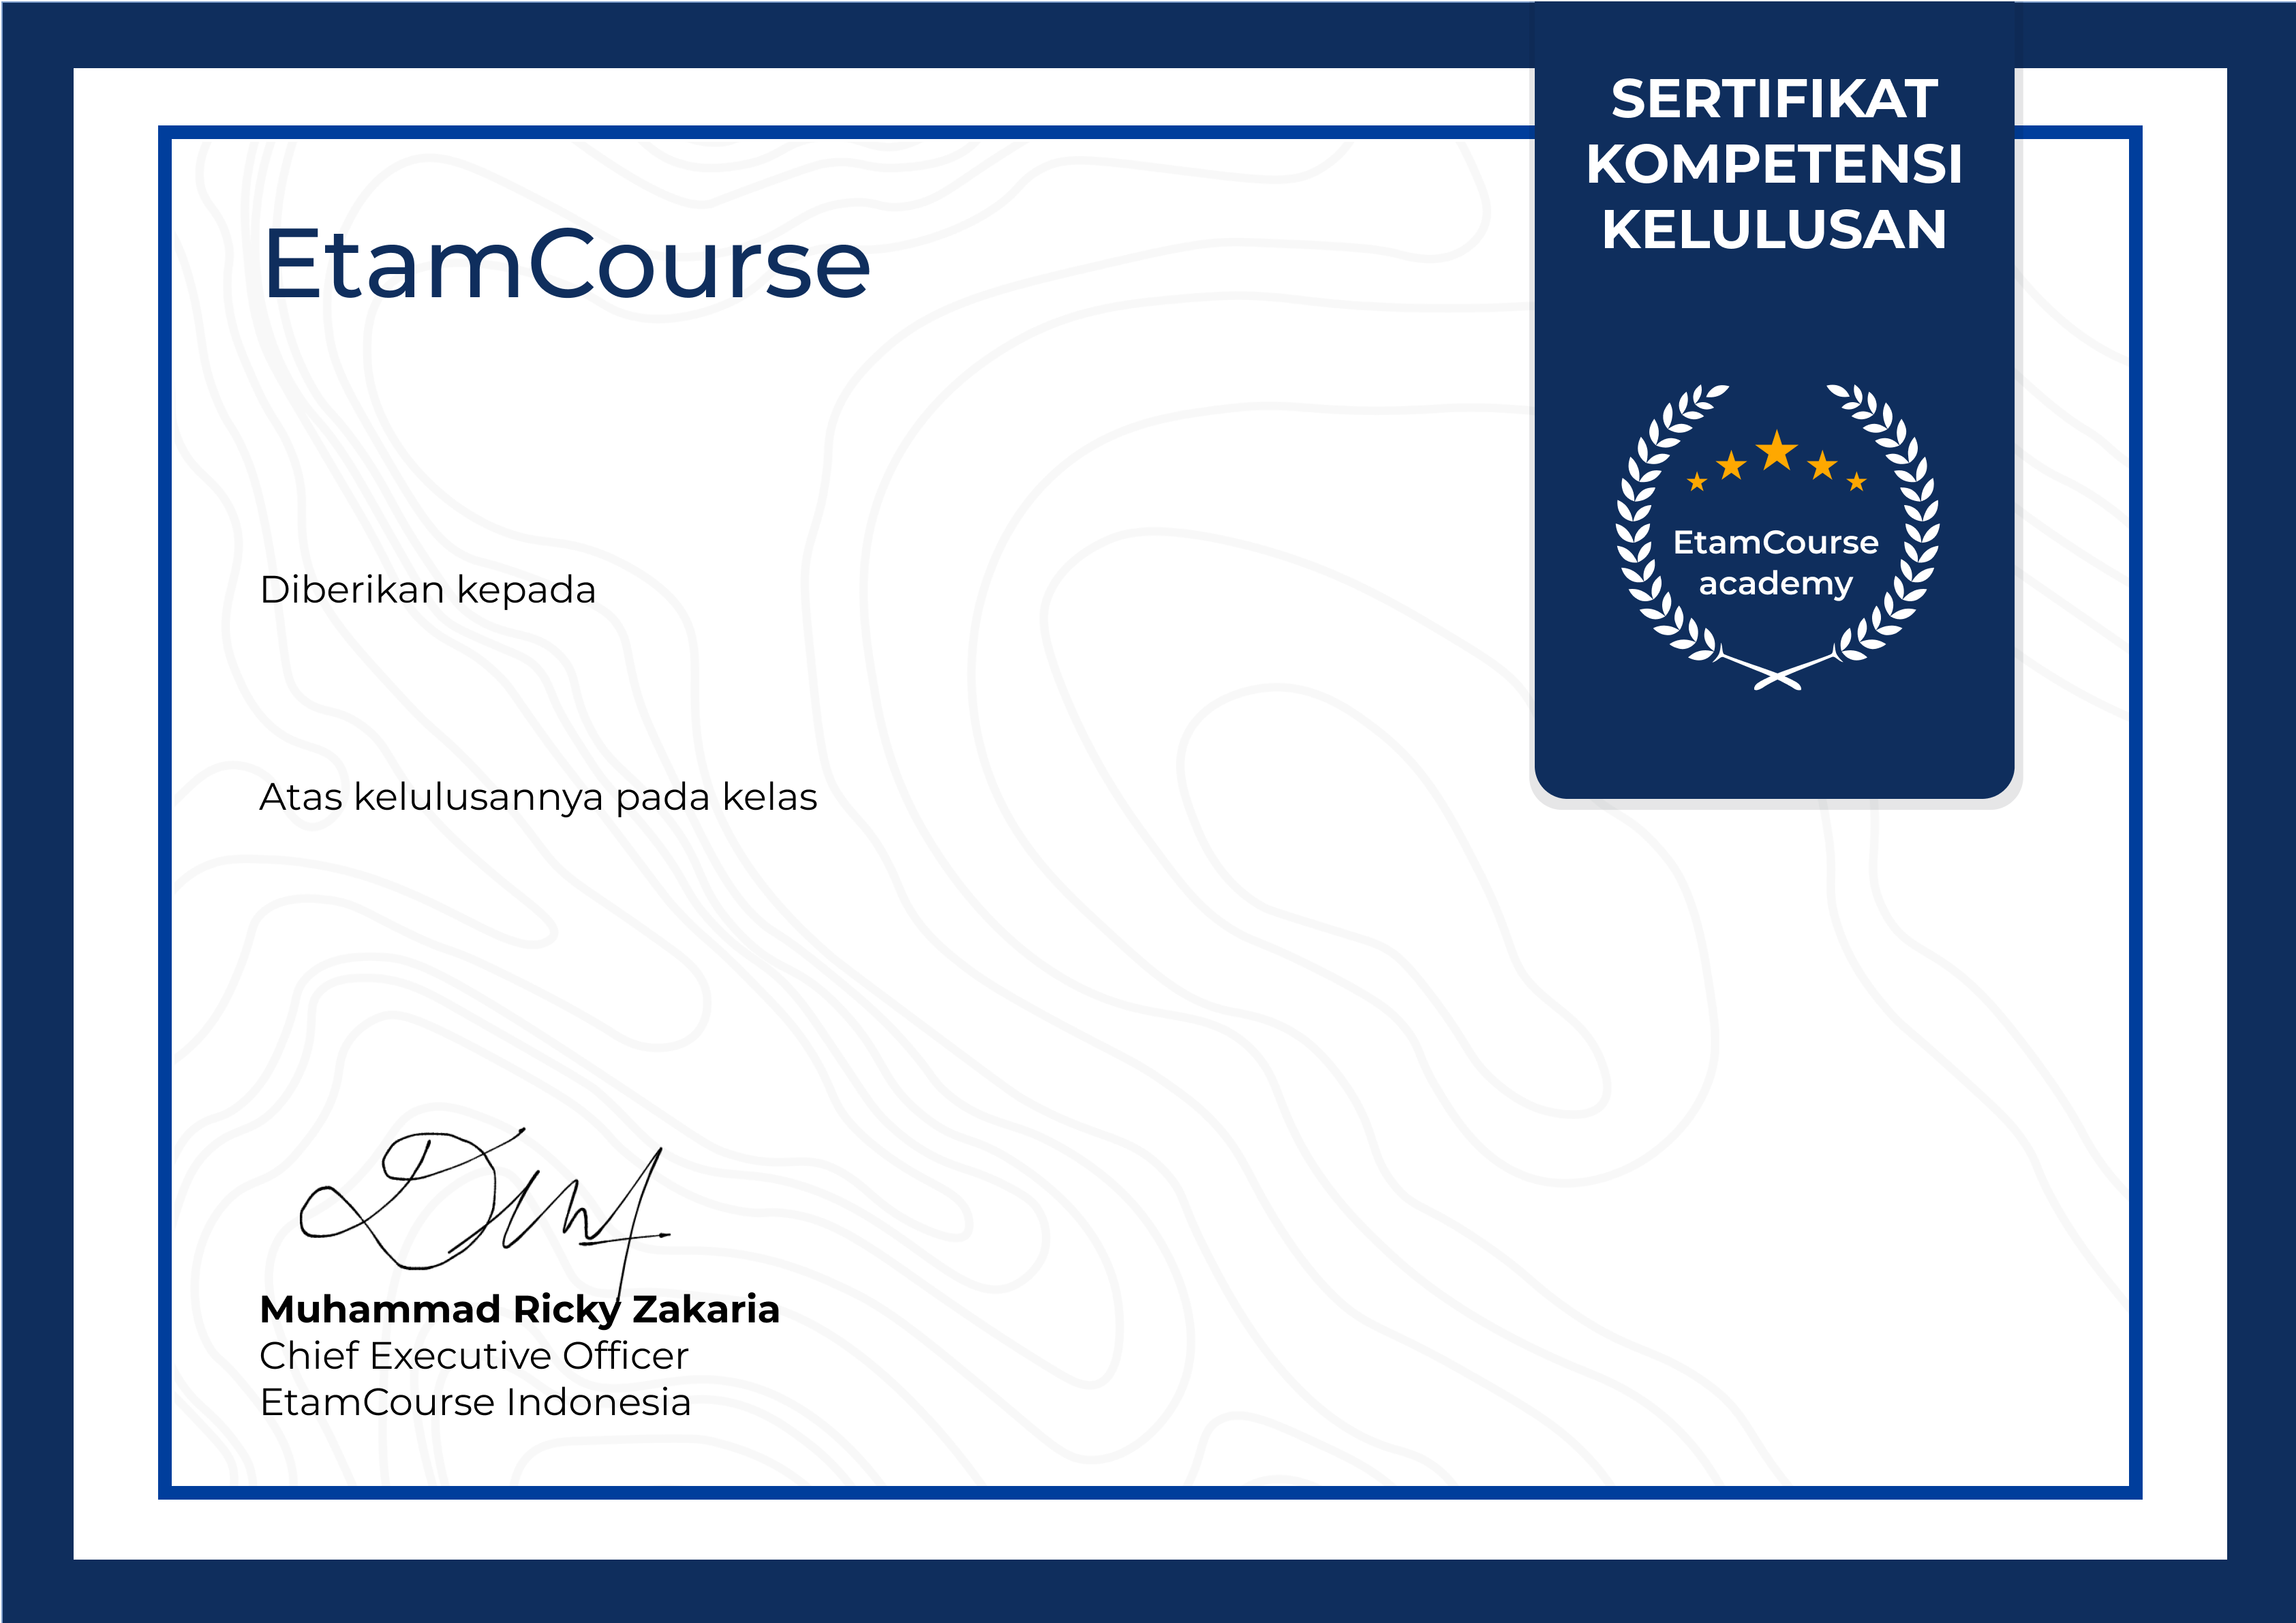 SERTIFIKAT
KOMPETENSI
KELULUSAN
EtamCourse
EtamCourse
academy
Diberikan kepada
Atas kelulusannya pada kelas
Muhammad Ricky Zakaria
Chief Executive Officer
EtamCourse Indonesia